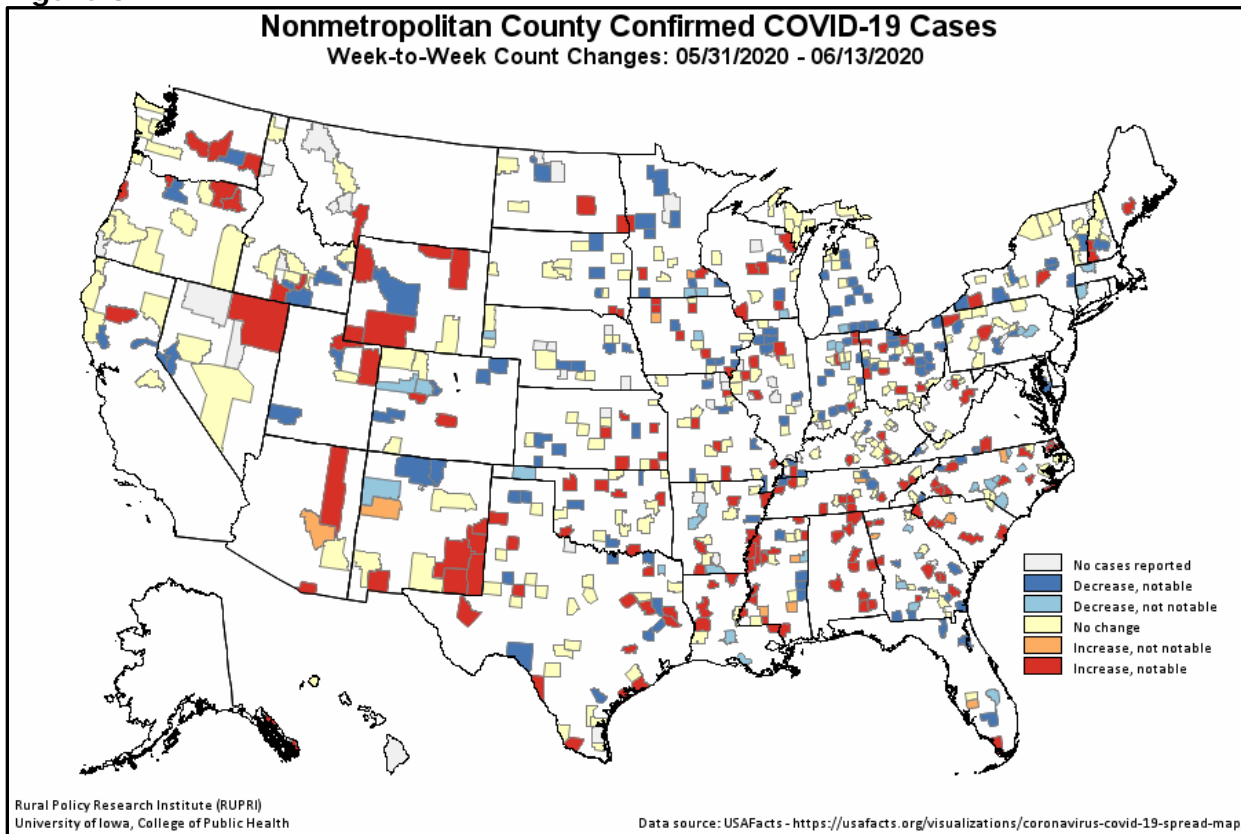 Nonmetropolitan County Confirmed COVID-19 Cases
Week-to-Week Count Changes: 05/31/2020 - 06/13/2020
No cases reported
Decrease, notable
Decrease, not notable
No change
Increase, not notable
Increase, notable
Rural Policy Research Institute (RUPRI)
University of Iowa, College of Public Health
Data source: USAFacts - https://usafacts.org/visualizations/coronavirus-covid-19-spread-map